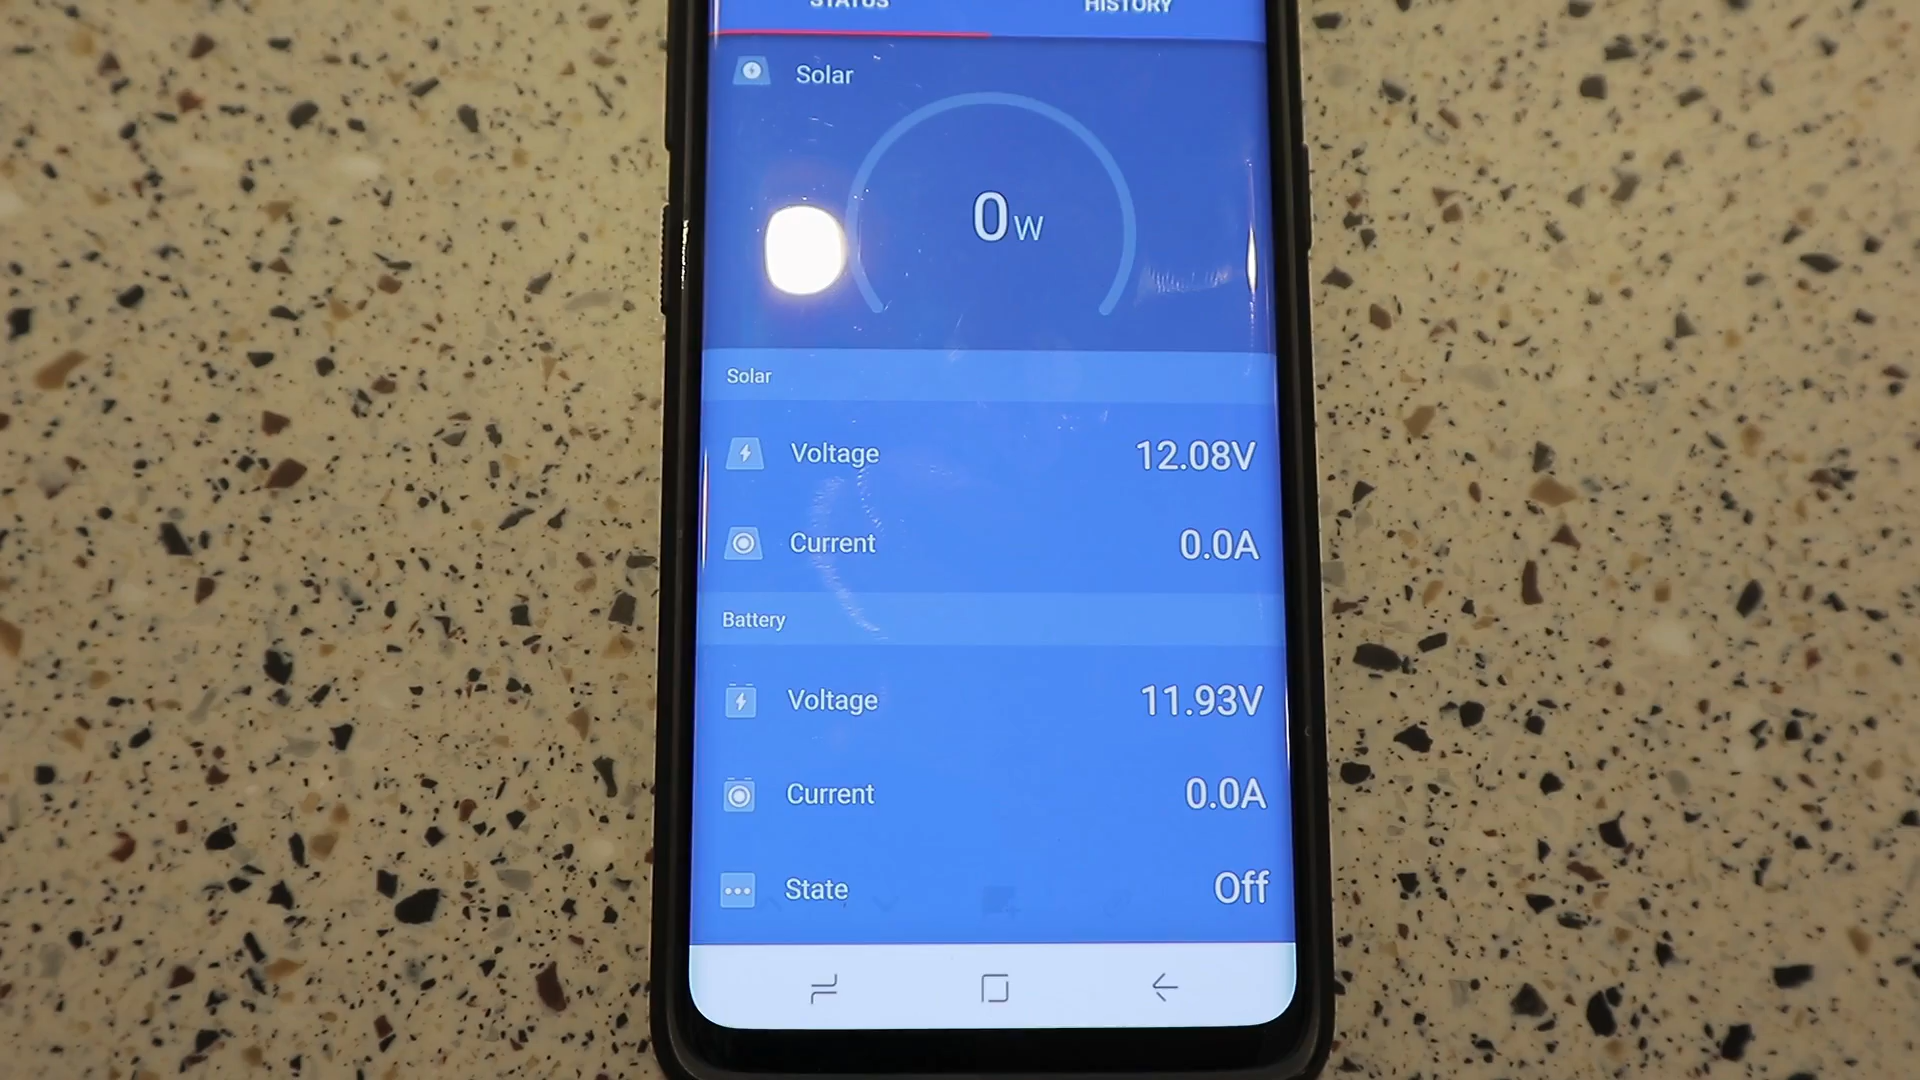 STATUS HISTORY
Solar
0W
Solar
Voltage 12.08V
Current 0.0A
Battery
Voltage 11.93V
Current 0.0A
State Off